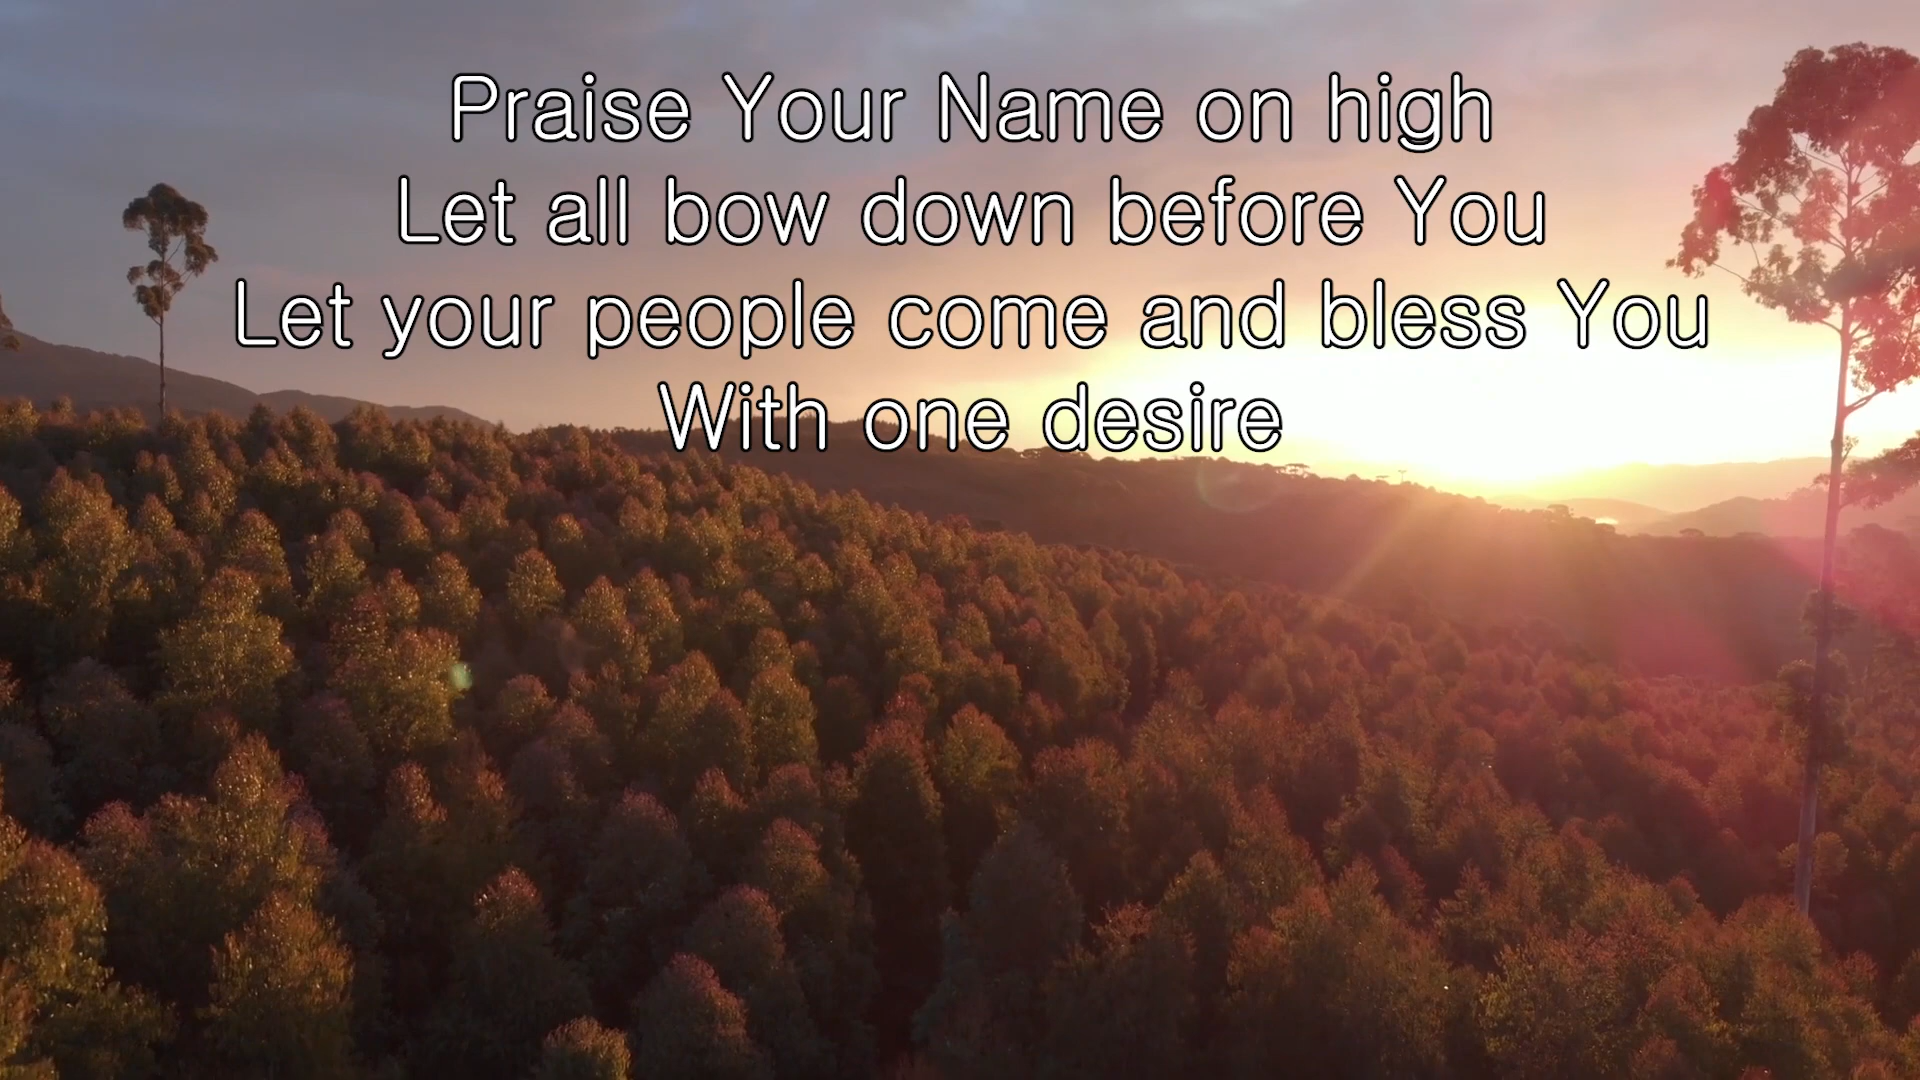 Praise Your Name on high
Let all bow down before You
Let your people come and bless You
With one desire